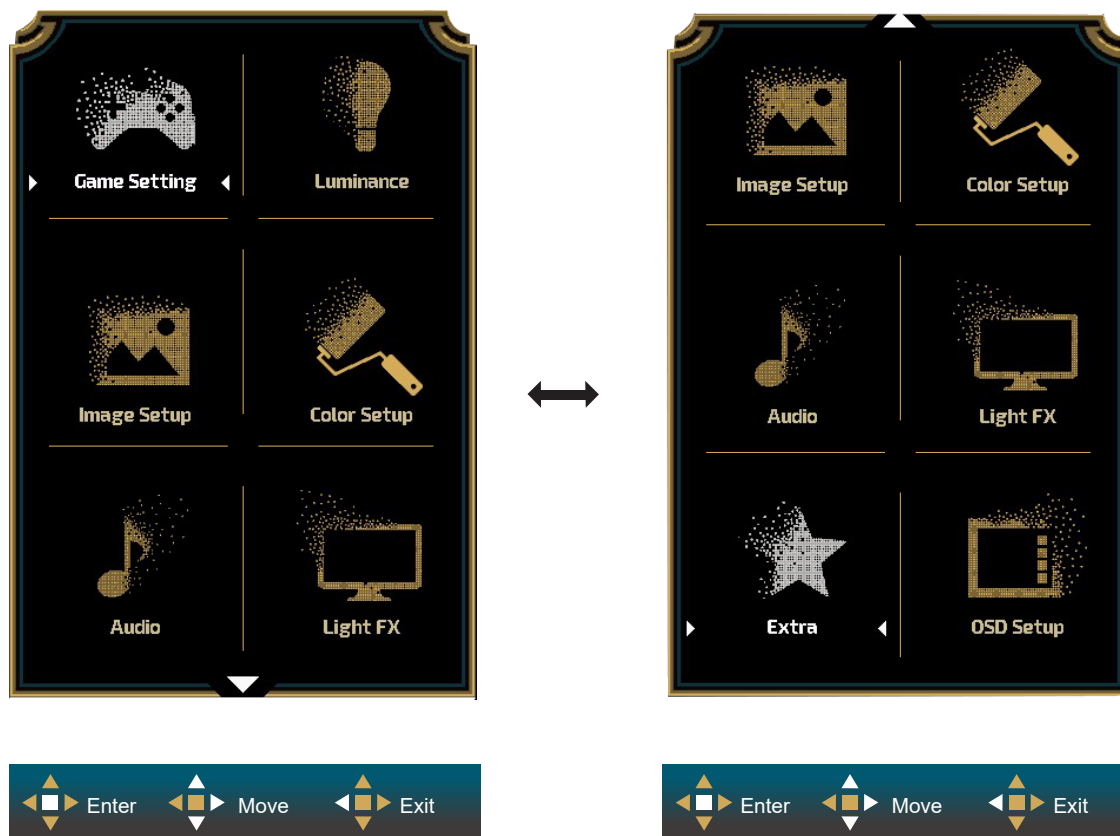 Game Setting
Luminance
Image Setup
Color Setup
Audio
Light FX
Enter
Move
Exit
Image Setup
Color Setup
Audio
Light FX
Extra
OSD Setup
Enter
Move
Exit